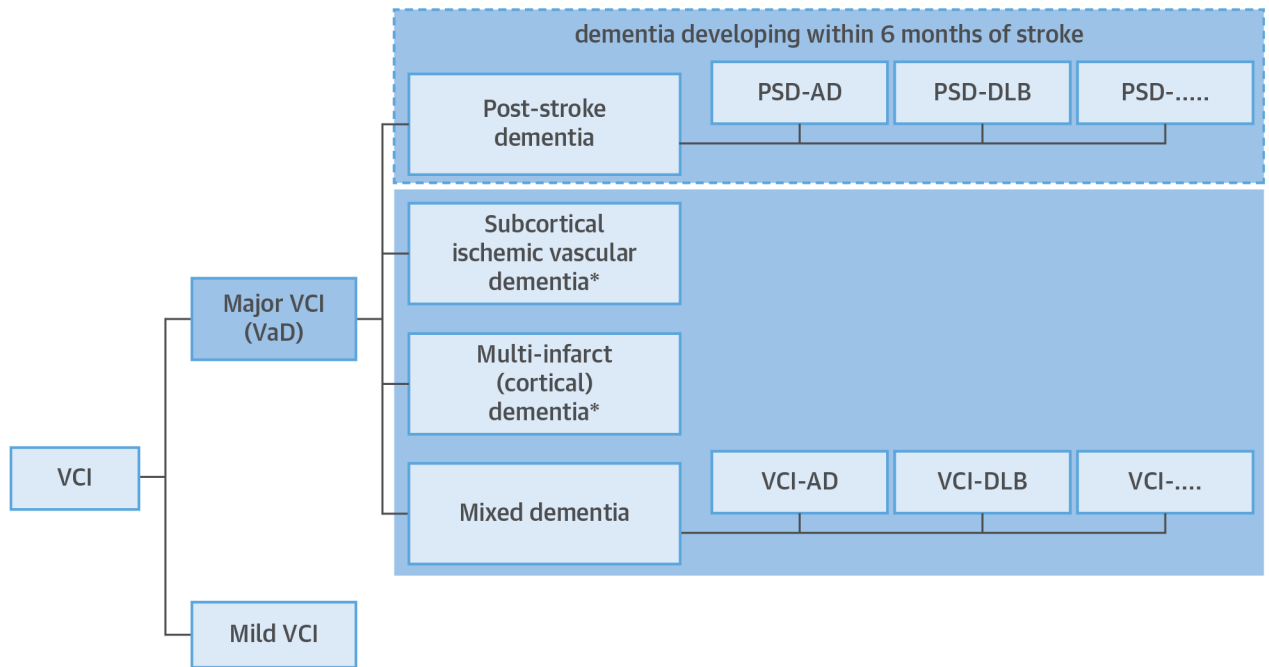 dementia developing within 6 months of stroke
Post-stroke
dementia
PSD-AD
PSD-DLB
PSD-.....
Subcortical
ischemic vascular
dementia*
Major VCI
(VaD)
Multi-infarct
(cortical)
dementia*
VCI
Mixed dementia
VCI-AD
VCI-DLB
VCI-....
Mild VCI